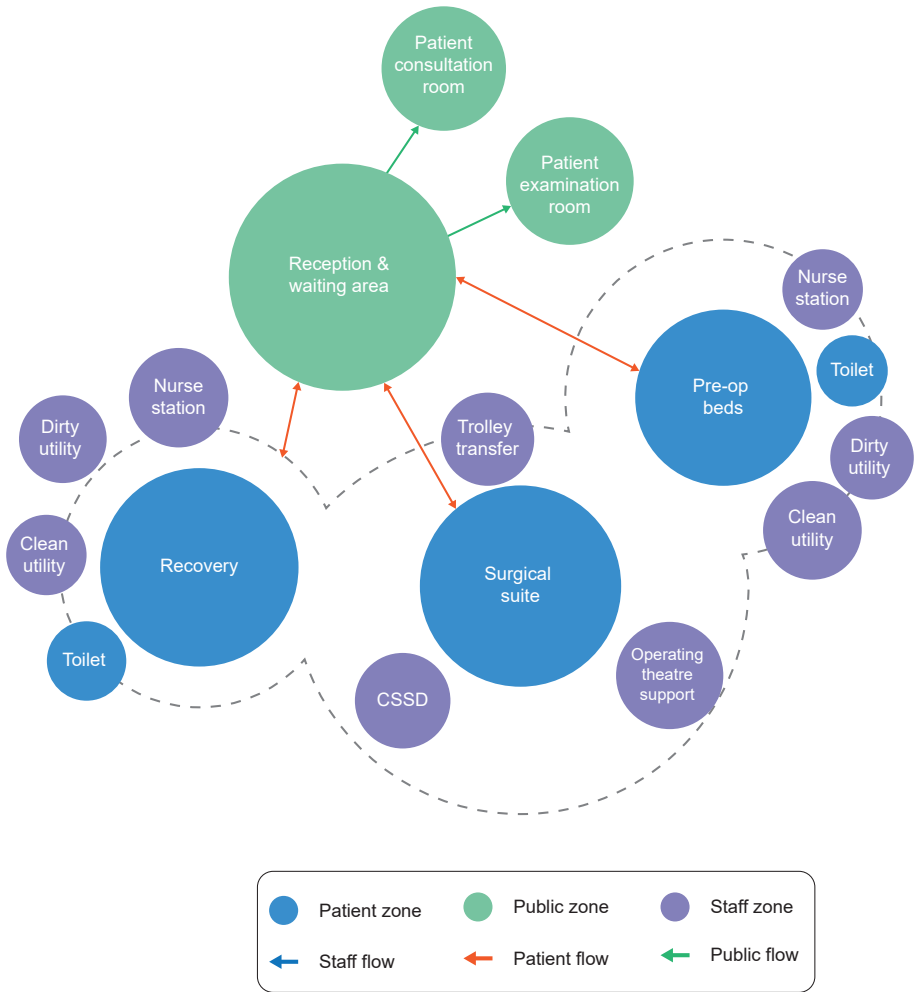 Patient
consultation
room
Patient
examination
room
Reception &
waiting area
Nurse
station
Toilet
Pre-op
beds
Dirty
utility
Clean
utility
Nurse
station
Dirty
utility
Trolley
transfer
Clean
utility
Recovery
Surgical
suite
Toilet
CSSD
Operating
theatre
support
Patient zone
Public zone
Staff zone
Staff flow
Patient flow
Public flow